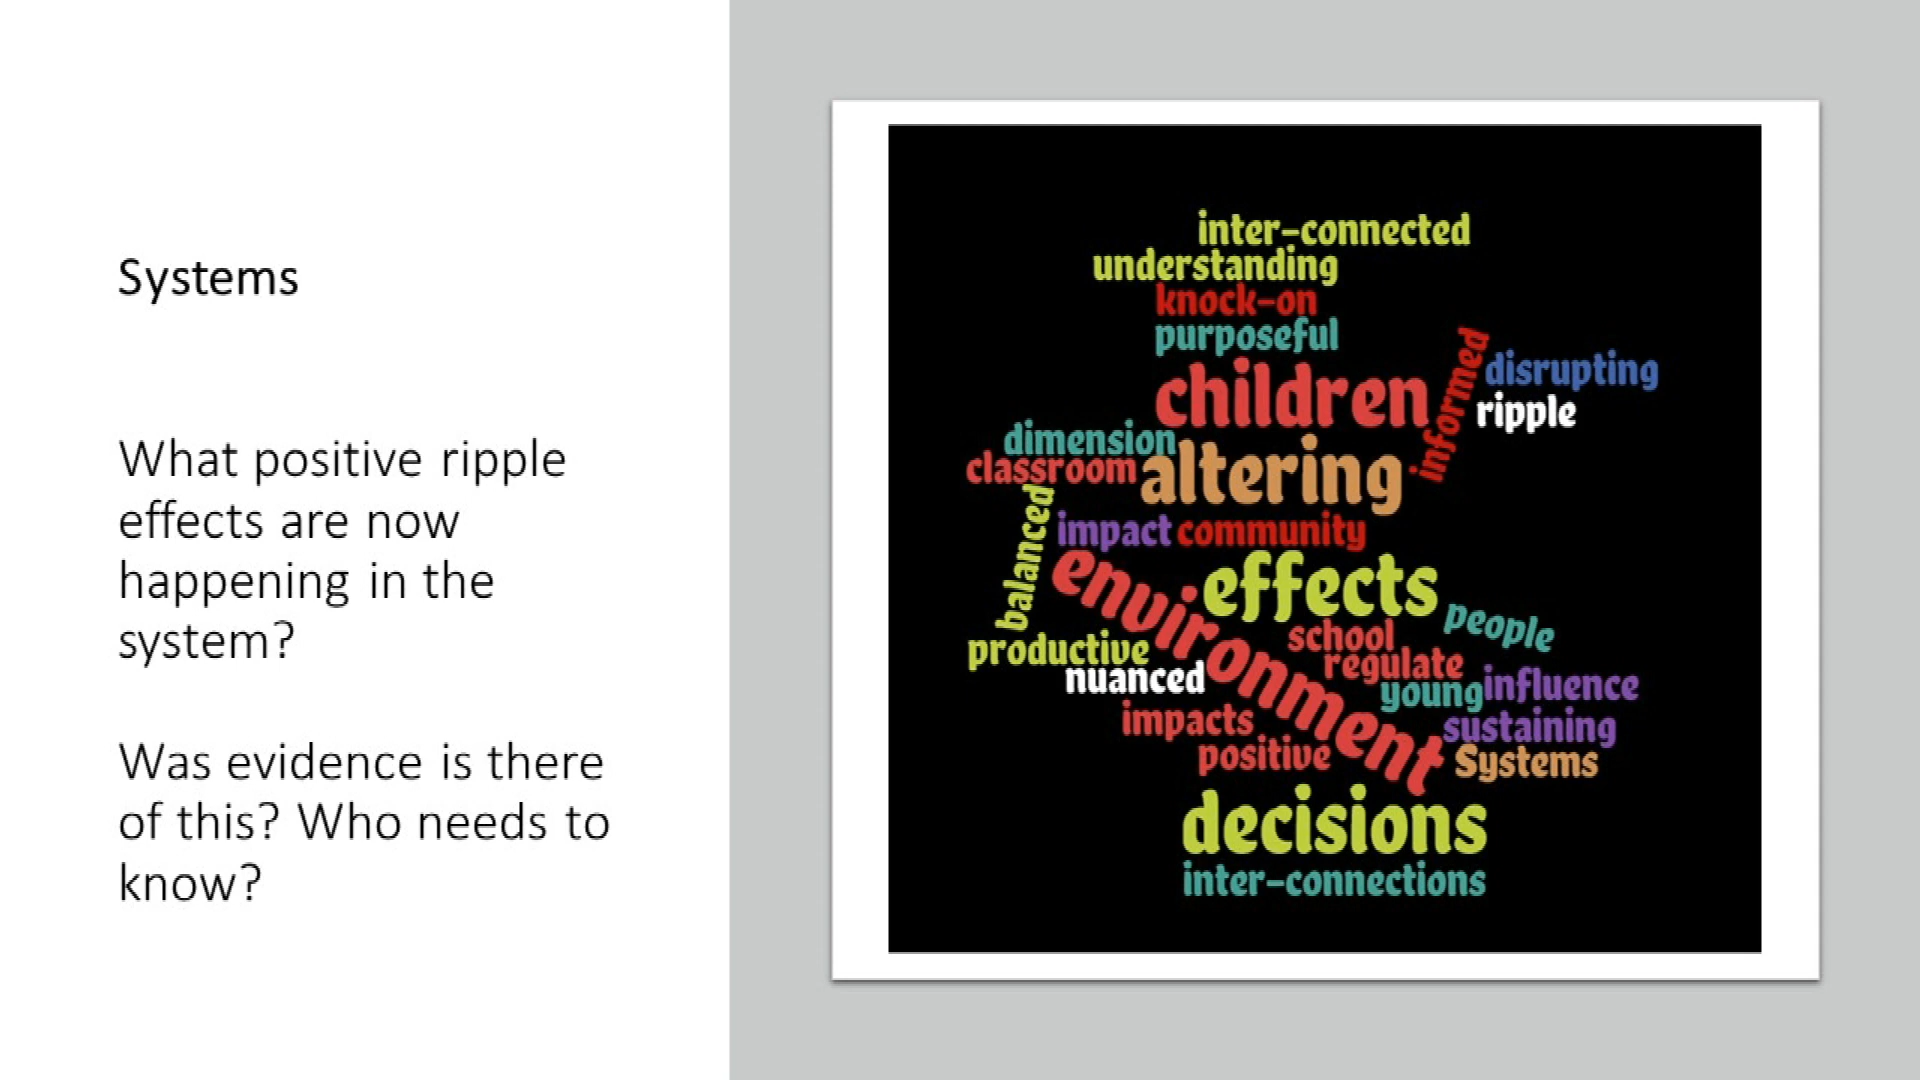 Systems
What positive ripple
effects are now
happening in the
system?
Was evidence is there
of this? Who needs to
know?
inter-connected
understanding
knock-on
purposeful
children
informed
disrupting
ripple
dimension
classroom
altering
balanced
impact
community
environment
effects
people
school
productive
regulate
nuanced
young
influence
impacts
sustaining
positive
Systems
decisions
inter-connections